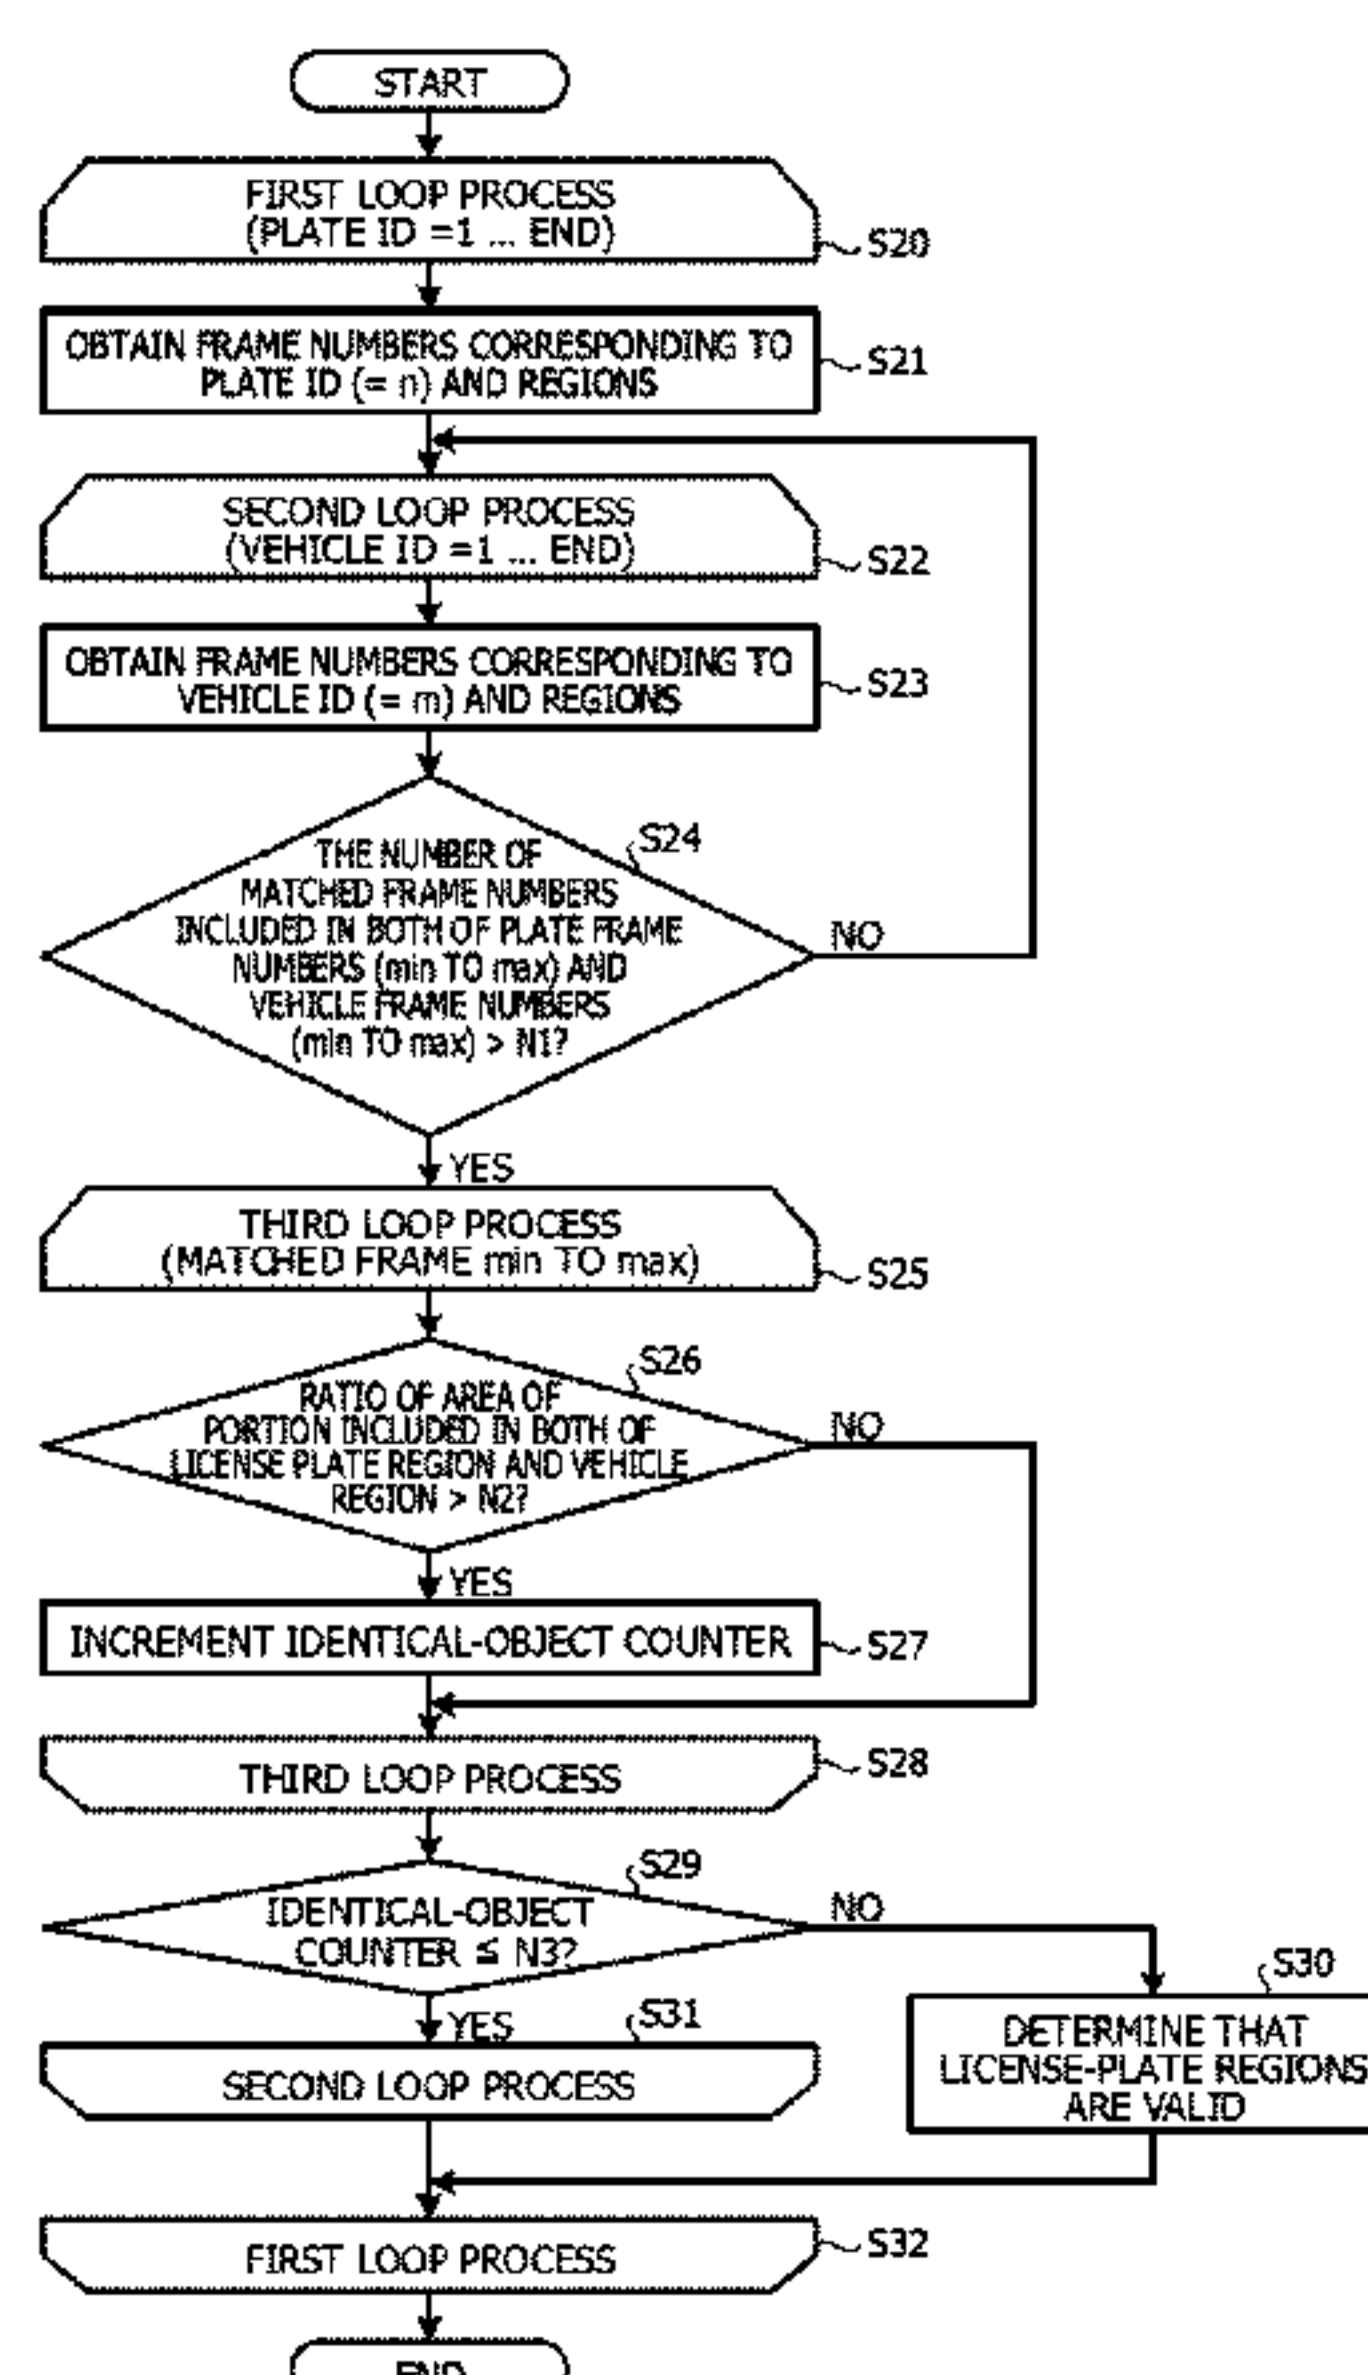 START
FIRST LOOP PROCESS
(PLATE ID =1 ... END)
S20
OBTAIN FRAME NUMBERS CORRESPONDING TO
PLATE ID (= n) AND REGIONS
S21
SECOND LOOP PROCESS
(VEHICLE ID =1 ... END)
S22
OBTAIN FRAME NUMBERS CORRESPONDING TO
VEHICLE ID (= m) AND REGIONS
S23
S24
THE NUMBER OF
MATCHED FRAME NUMBERS
INCLUDED IN BOTH OF PLATE FRAME
NUMBERS (min TO max) AND
VEHICLE FRAME NUMBERS
(min TO max) > N1?
NO
YES
THIRD LOOP PROCESS
(MATCHED FRAME min TO max)
S25
S26
RATIO OF AREA OF
PORTION INCLUDED IN BOTH OF
LICENSE PLATE REGION AND VEHICLE
REGION > N2?
NO
YES
INCREMENT IDENTICAL-OBJECT COUNTER
S27
THIRD LOOP PROCESS
S28
S29
IDENTICAL-OBJECT
COUNTER ≦ N3?
NO
YES
S30
DETERMINE THAT
LICENSE-PLATE REGIONS
ARE VALID
S31
SECOND LOOP PROCESS
FIRST LOOP PROCESS
S32
END